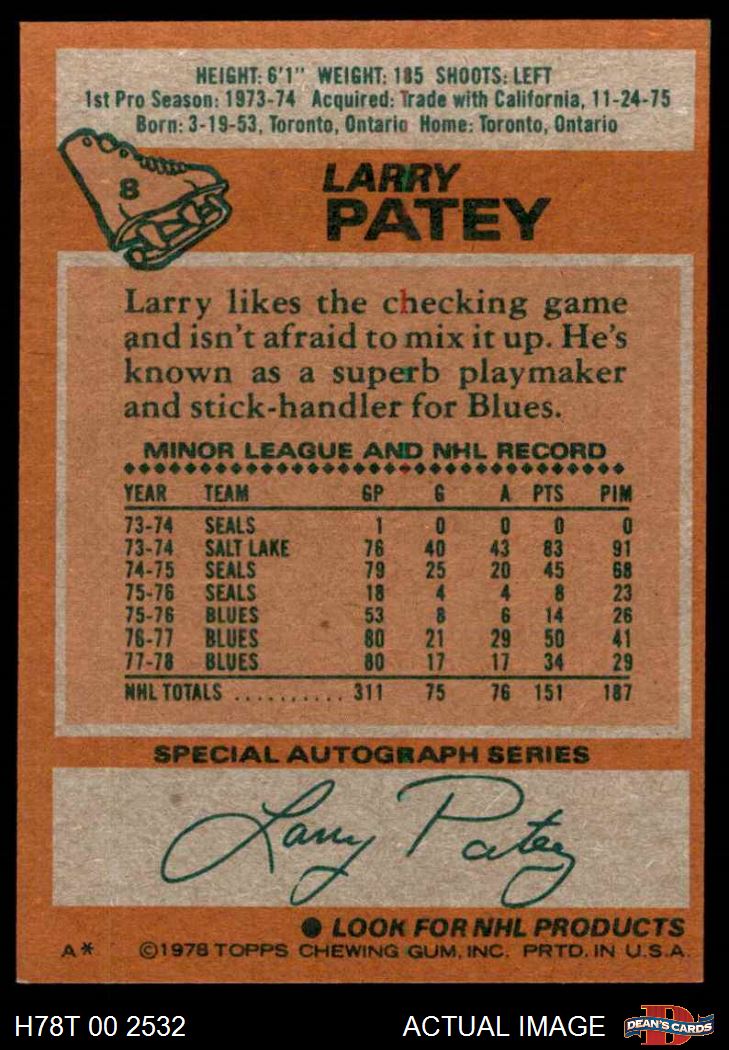 HEIGHT: 6'1" WEIGHT: 185 SHOOTS: LEFT
1st Pro Season: 1973-74 Acquired: Trade with California, 11-24-75
Born: 3-19-53, Toronto, Ontario Home: Toronto, Ontario
8
LARRY
PATEY
Larry likes the checking game
and isn't afraid to mix it up. He's
known as a superb playmaker
and stick-handler for Blues.
MINOR LEAGUE AND NHL RECORD
YEAR TEAM GP G A PTS PIM
73-74 SEALS 1 0 0 0 0
73-74 SALT LAKE 76 40 43 83 91
74-75 SEALS 79 25 20 45 68
75-76 SEALS 18 4 4 8 23
75-76 BLUES 53 8 6 14 26
76-77 BLUES 80 21 29 50 41
77-78 BLUES 80 17 17 34 29
NHL TOTALS .......... 311 75 76 151 187
SPECIAL AUTOGRAPH SERIES
Larry Patey
● LOOK FOR NHL PRODUCTS
A* ©1978 TOPPS CHEWING GUM, INC. PRTD. IN U.S.A.
H78T 00 2532 ACTUAL IMAGE DEAN'S CARDS